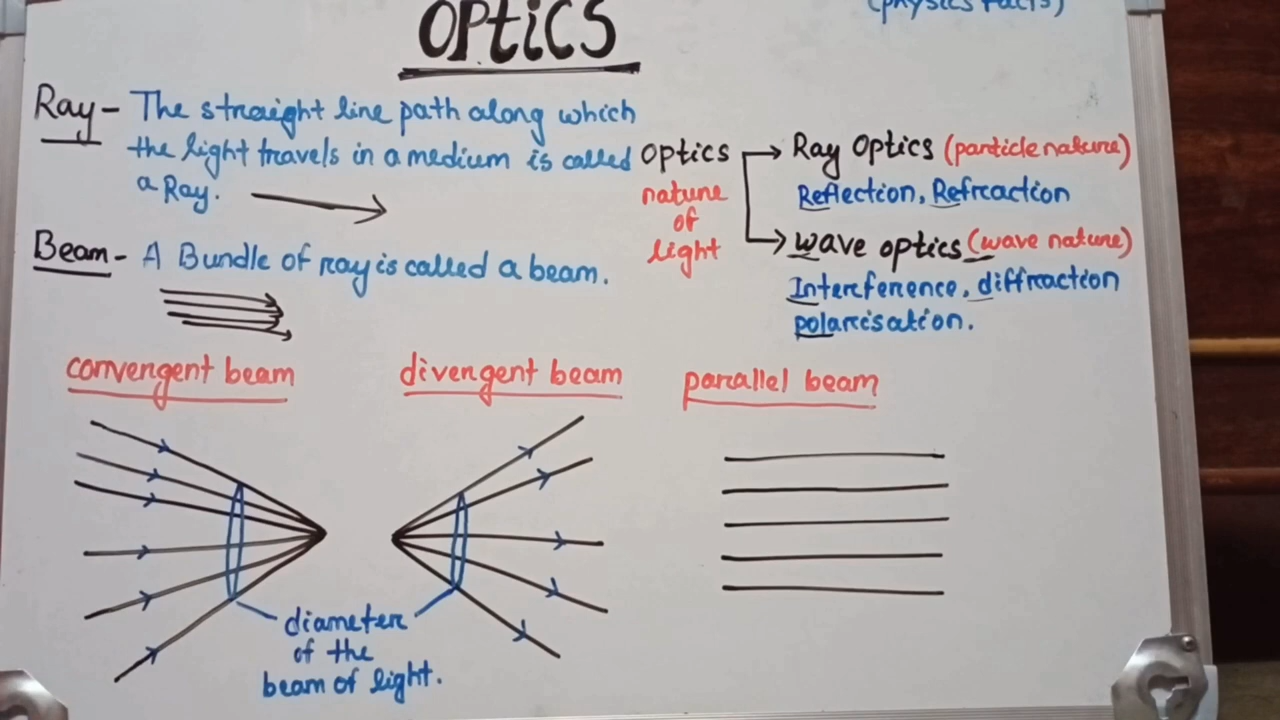 OPtiCS
(physics facts)
Ray - The straight line path along which
the light travels in a medium is called
a Ray.
Beam - A Bundle of ray is called a beam.
optics
nature
of
light
Ray Optics (particle nature)
Reflection, Refraction
wave optics (wave nature)
Interference, diffraction
polarisation.
convergent beam
divergent beam
parallel beam
diameter
of the
beam of light.